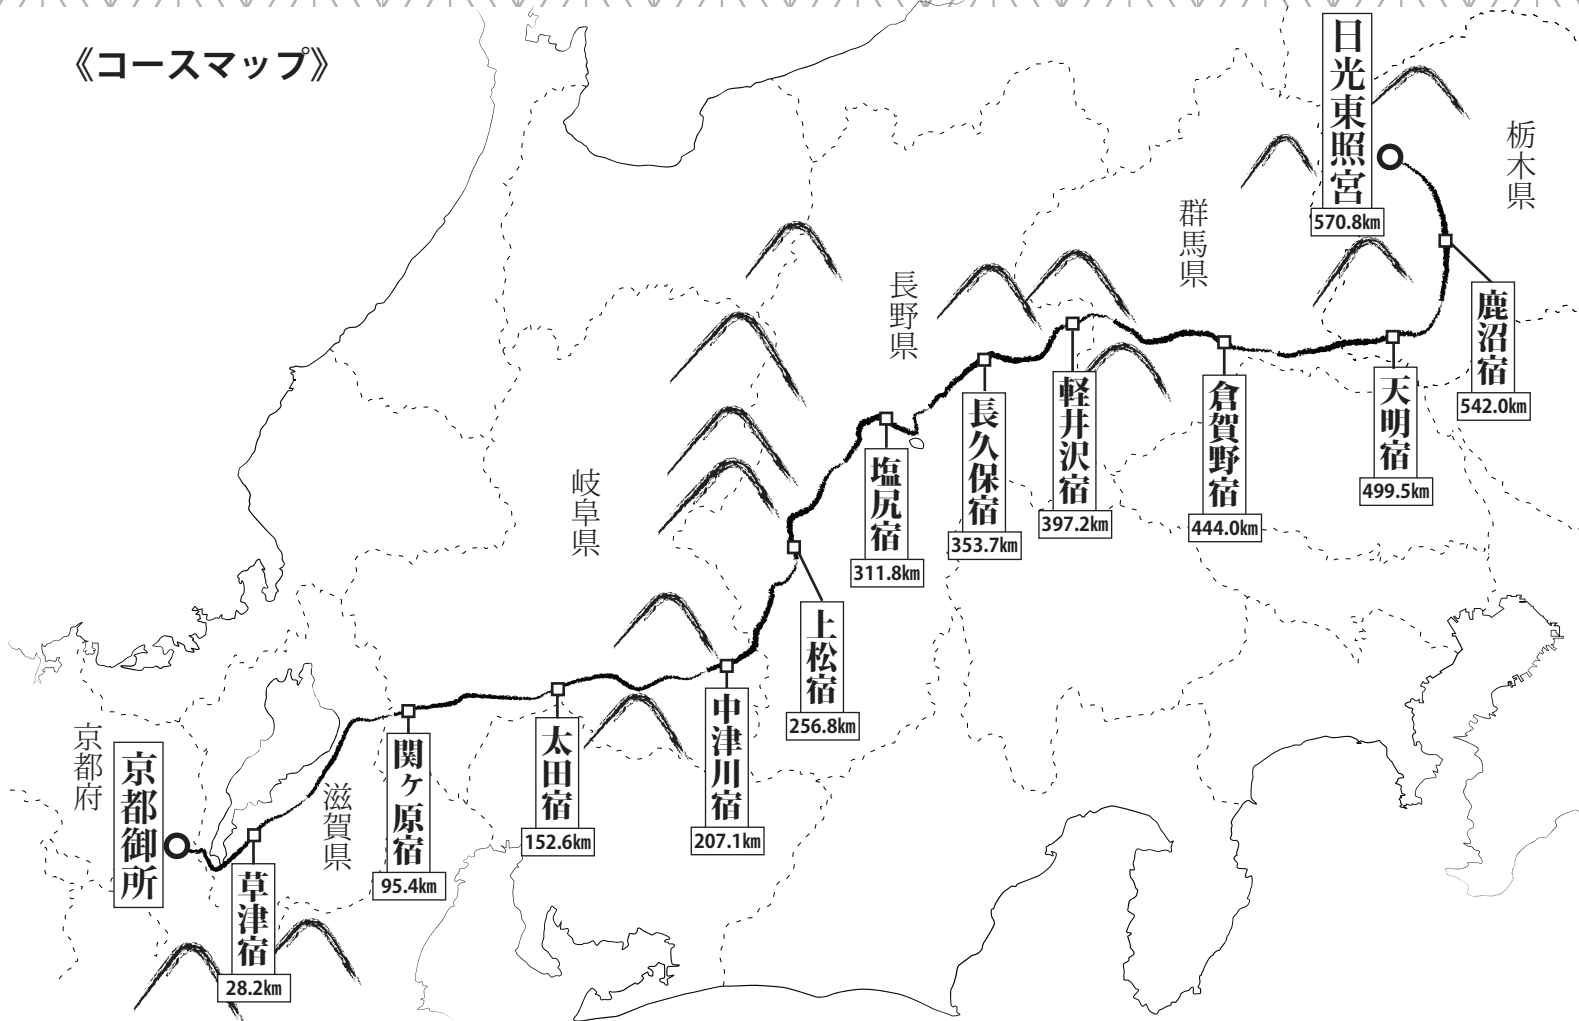 《コースマップ》
日光東照宮
570.8㎞
栃木県
群馬県
長野県
鹿沼宿
542.0㎞
天明宿
499.5㎞
倉賀野宿
444.0㎞
軽井沢宿
397.2㎞
長久保宿
353.7㎞
塩尻宿
311.8㎞
岐阜県
上松宿
256.8㎞
中津川宿
207.1㎞
太田宿
152.6㎞
関ヶ原宿
95.4㎞
滋賀県
草津宿
28.2㎞
京都府
京都御所